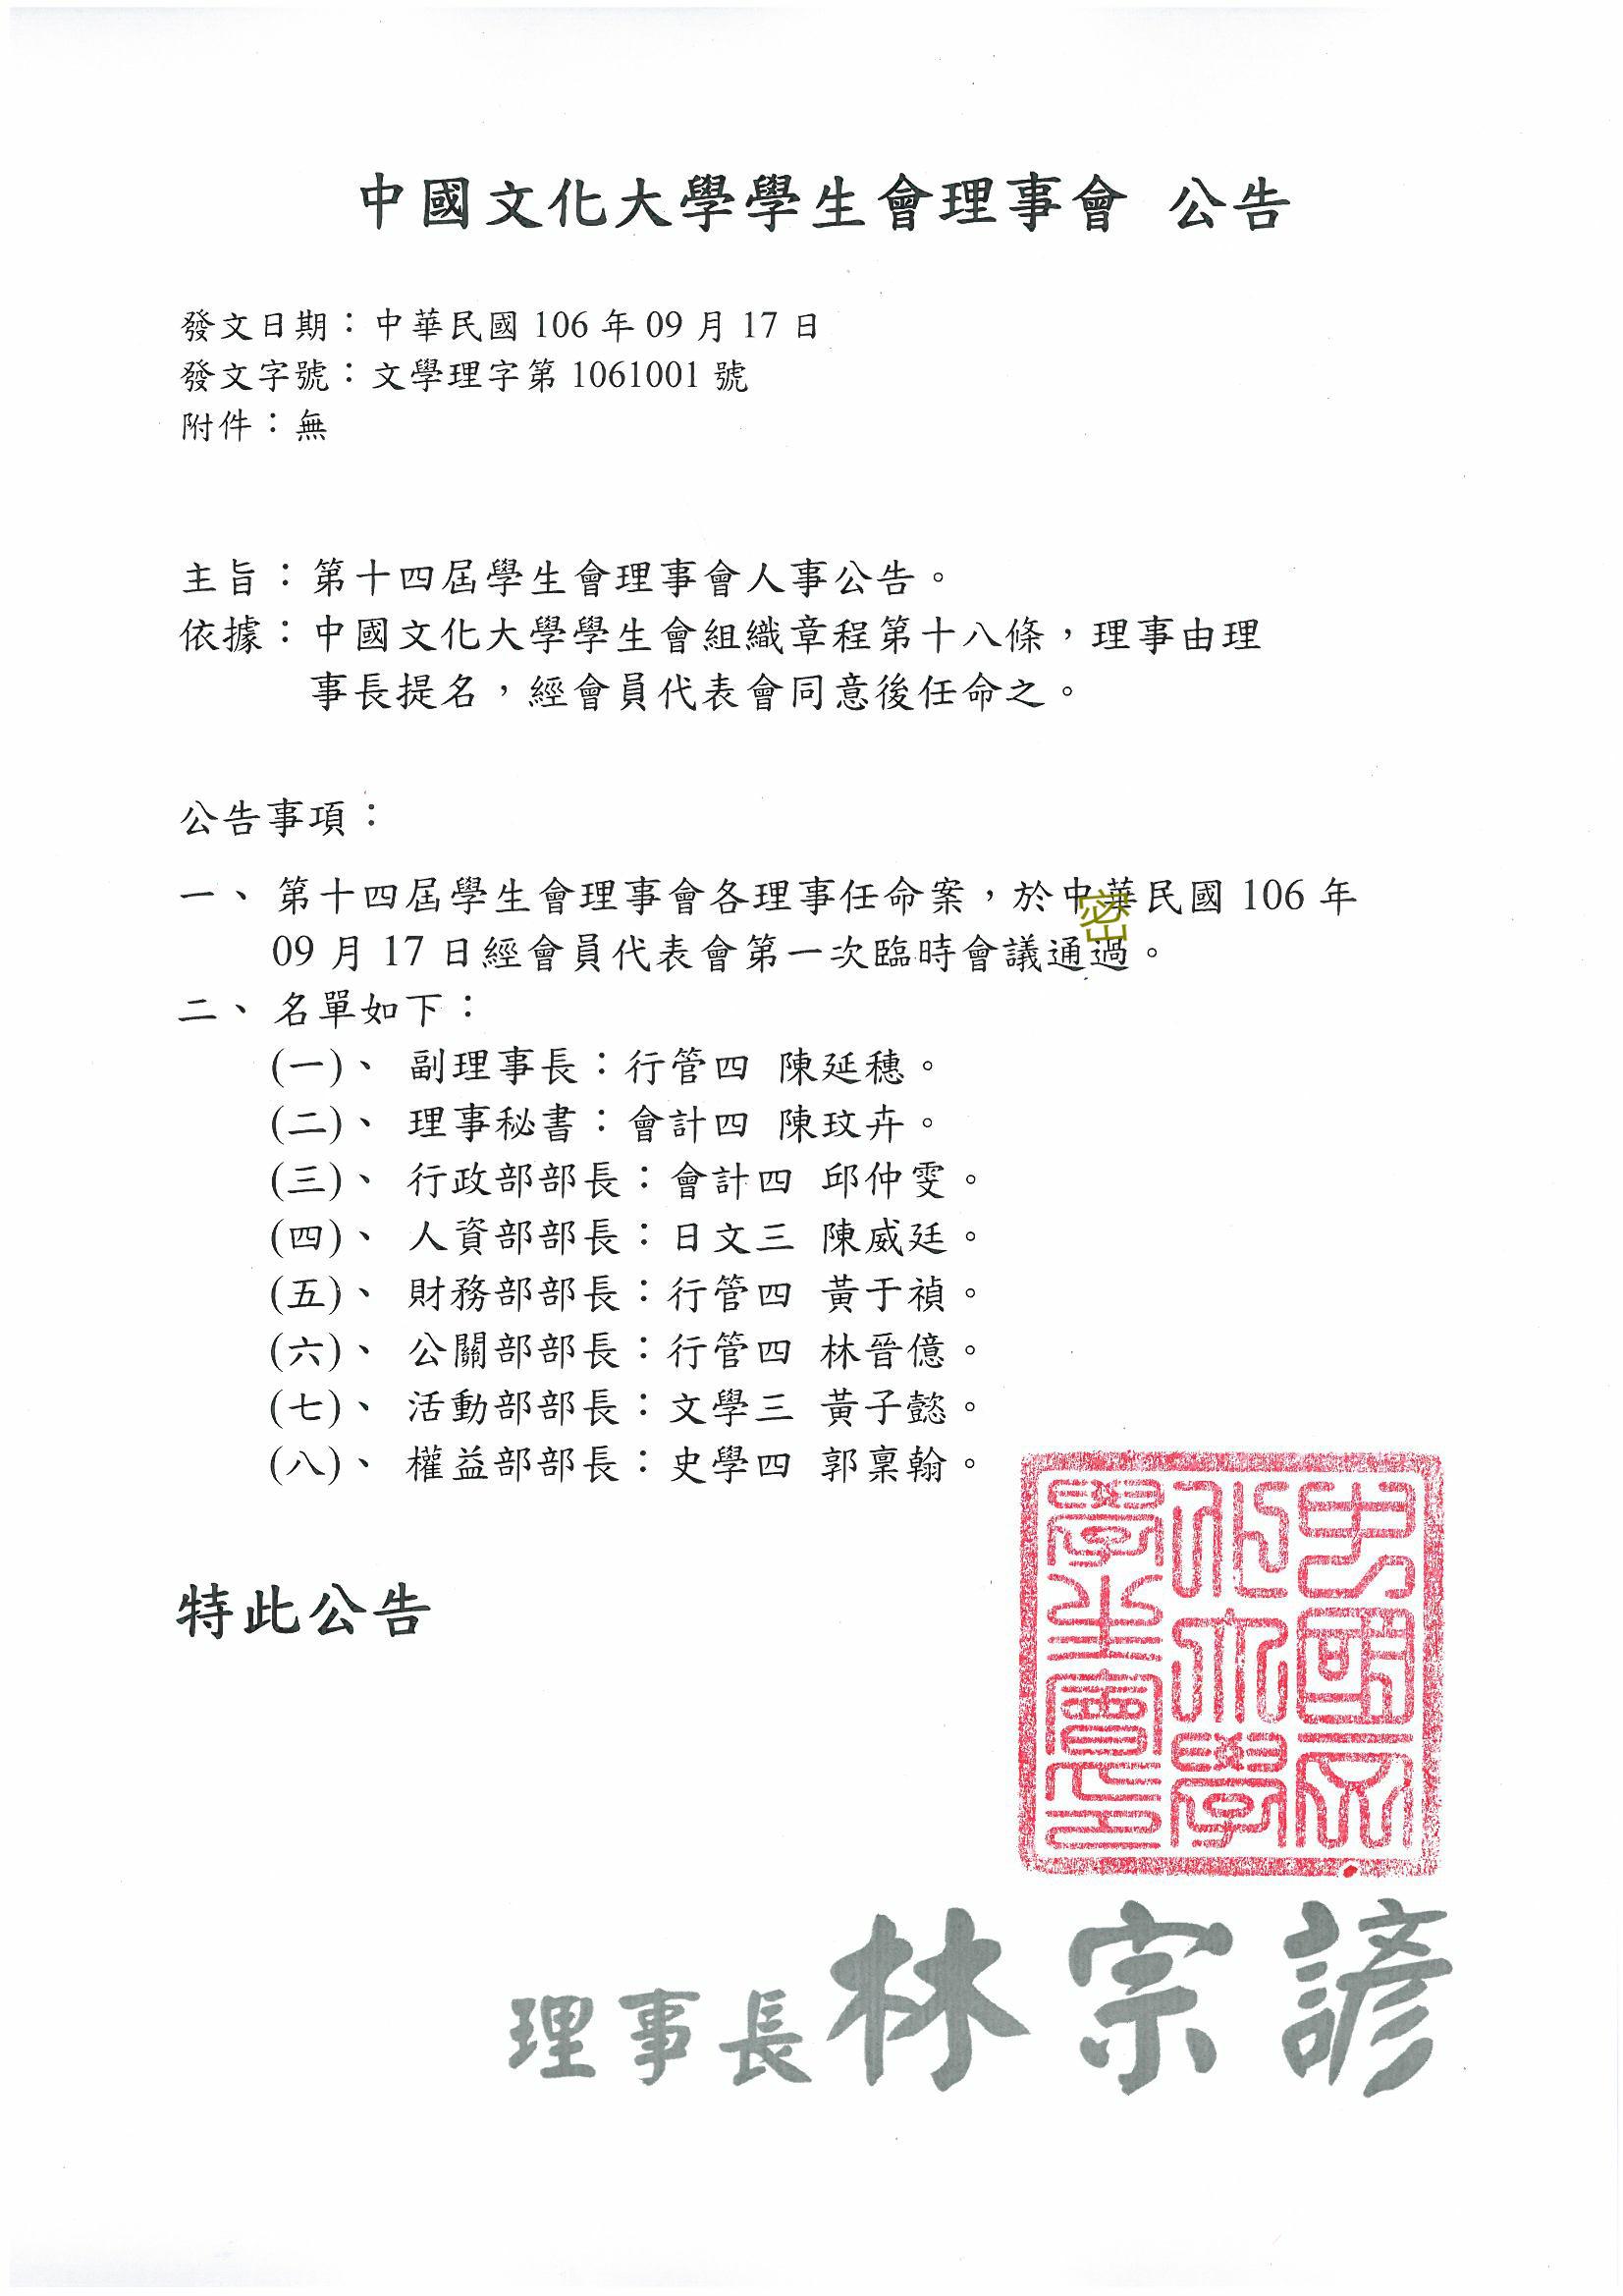 中國文化大學學生會理事會 公告
發文日期：中華民國 106 年 09 月 17 日
發文字號：文學理字第 1061001 號
附件：無
主旨：第十四屆學生會理事會人事公告。
依據：中國文化大學學生會組織章程第十八條，理事由理
事長提名，經會員代表會同意後任命之。
公告事項：
一、 第十四屆學生會理事會各理事任命案，於中華民國 106 年
密
09 月 17 日經會員代表會第一次臨時會議通過。
二、 名單如下：
(一)、 副理事長：行管四 陳延穗。
(二)、 理事秘書：會計四 陳玟卉。
(三)、 行政部部長：會計四 邱仲雯。
(四)、 人資部部長：日文三 陳威廷。
(五)、 財務部部長：行管四 黃于禎。
(六)、 公關部部長：行管四 林晉億。
(七)、 活動部部長：文學三 黃子懿。
(八)、 權益部部長：史學四 郭稟翰。
特此公告
中國文
化大學
學生會印
理事長 林宗諺